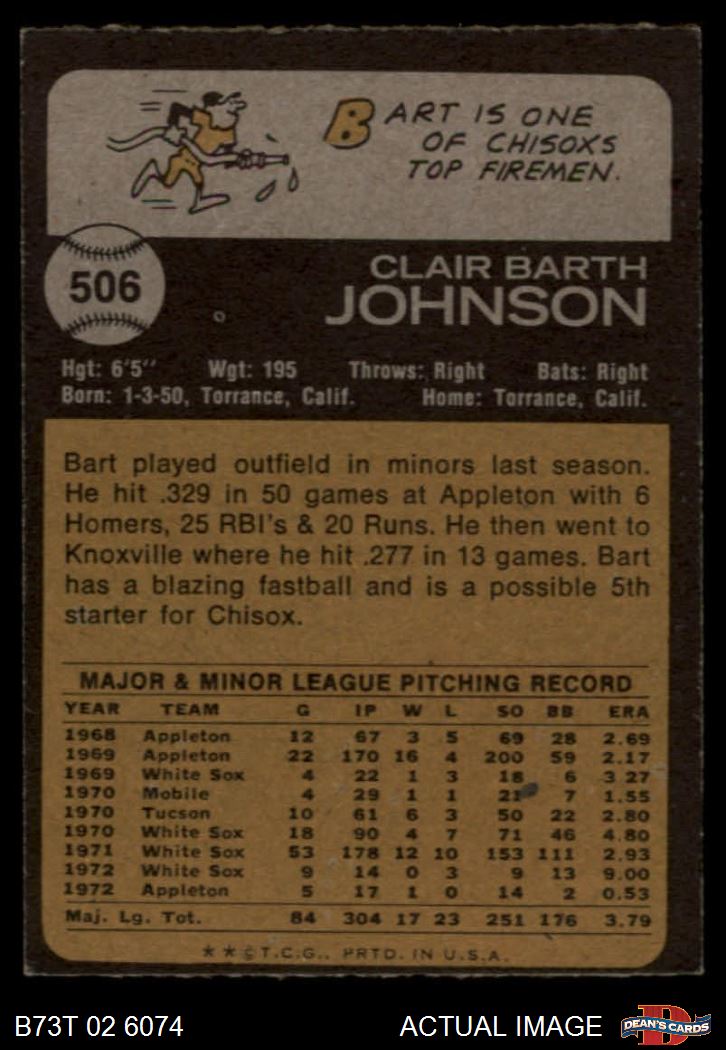 BART IS ONE
OF CHISOXS
TOP FIREMEN.
506
CLAIR BARTH
JOHNSON
Hgt: 6'5" Wgt: 195 Throws: Right Bats: Right
Born: 1-3-50, Torrance, Calif. Home: Torrance, Calif.
Bart played outfield in minors last season.
He hit .329 in 50 games at Appleton with 6
Homers, 25 RBI's & 20 Runs. He then went to
Knoxville where he hit .277 in 13 games. Bart
has a blazing fastball and is a possible 5th
starter for Chisox.
MAJOR & MINOR LEAGUE PITCHING RECORD
YEAR TEAM G IP W L SO BB ERA
1968 Appleton 12 67 3 5 69 28 2.69
1969 Appleton 22 170 16 4 200 59 2.17
1969 White Sox 4 22 1 3 18 6 3.27
1970 Mobile 4 29 1 1 21 7 1.55
1970 Tucson 10 61 6 3 50 22 2.80
1970 White Sox 18 90 4 7 71 46 4.80
1971 White Sox 53 178 12 10 153 111 2.93
1972 White Sox 9 14 0 3 9 13 9.00
1972 Appleton 5 17 1 0 14 2 0.53
Maj. Lg. Tot. 84 304 17 23 251 176 3.79
**©T.C.G., PRTD. IN U.S.A.
B73T 02 6074 ACTUAL IMAGE D DEAN'S CARDS